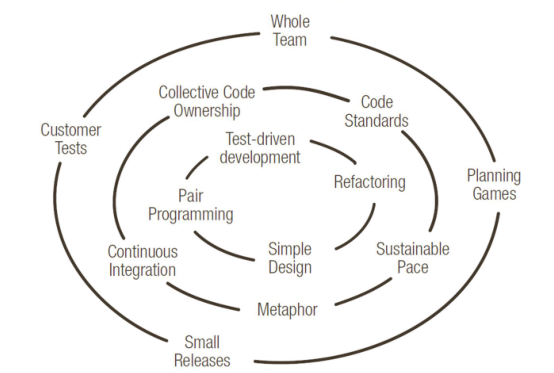 Whole
Team
Collective Code
Ownership
Code
Standards
Customer
Tests
Test-driven
development
Planning
Games
Refactoring
Pair
Programming
Continuous
Integration
Simple
Design
Sustainable
Pace
Metaphor
Small
Releases